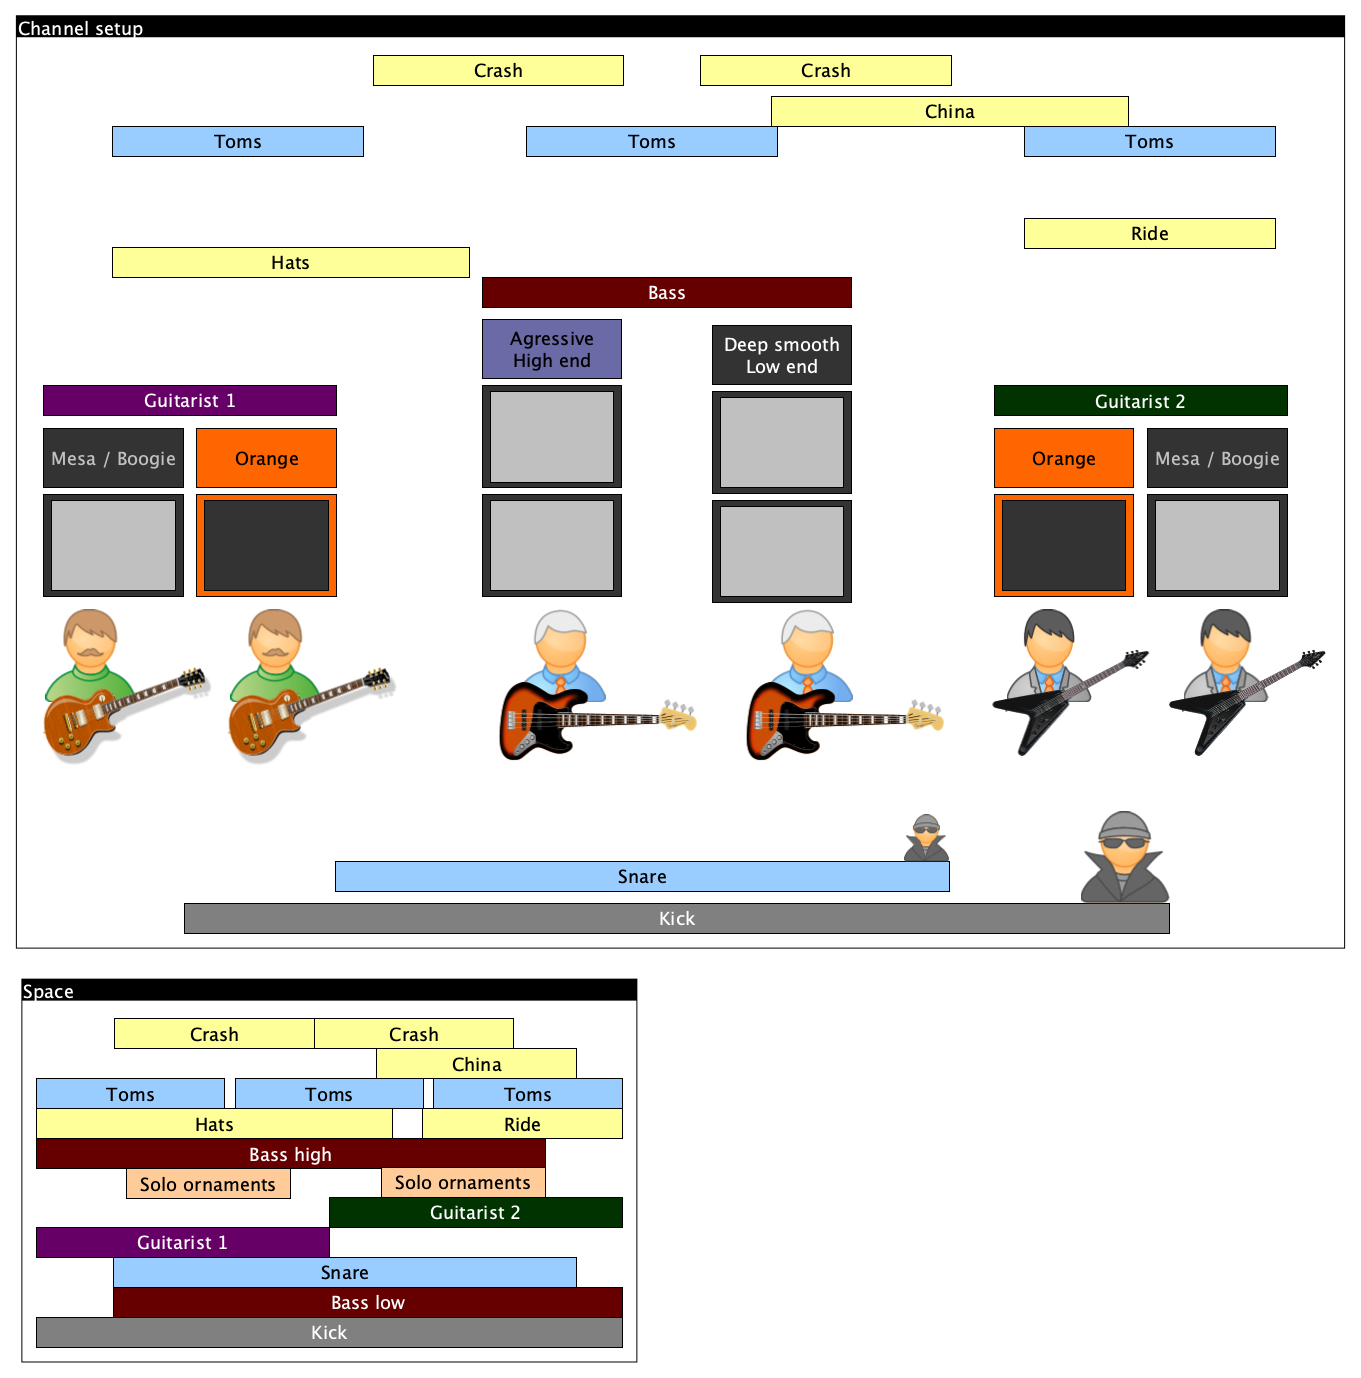 Channel setup
Crash
Crash
China
Toms
Toms
Toms
Ride
Hats
Bass
Agressive
High end
Deep smooth
Low end
Guitarist 1
Guitarist 2
Mesa / Boogie
Orange
Orange
Mesa / Boogie
Snare
Kick
Space
Crash
Crash
China
Toms
Toms
Toms
Hats
Ride
Bass high
Solo ornaments
Solo ornaments
Guitarist 2
Guitarist 1
Snare
Bass low
Kick